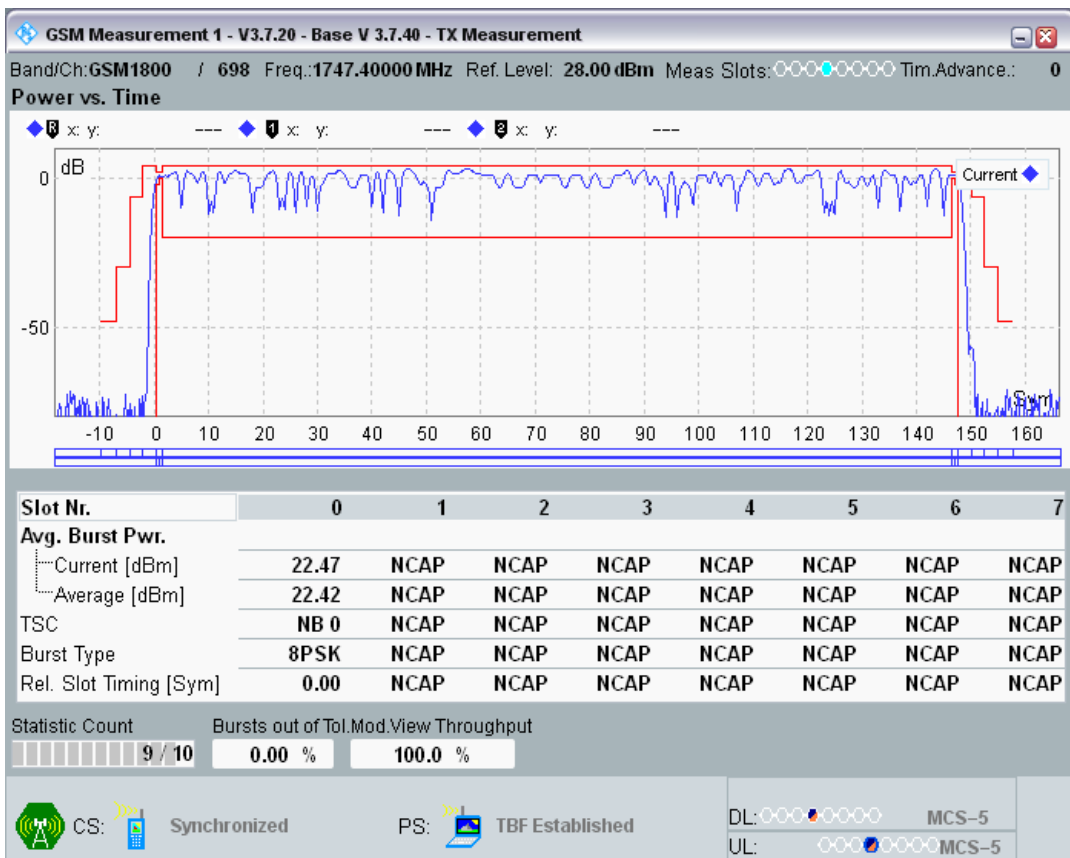 GSM Measurement 1 - V3.7.20 - Base V 3.7.40 - TX Measurement
Band/Ch:GSM1800 / 698 Freq.:1747.40000 MHz Ref. Level: 28.00 dBm Meas Slots: Tim.Advance.: 0
Power vs. Time
R x: y: --- 1 x: y: --- 2 x: y: ---
dB
Current
0
-50
Sym
-10 0 10 20 30 40 50 60 70 80 90 100 110 120 130 140 150 160
Slot Nr. 0 1 2 3 4 5 6 7
Avg. Burst Pwr.
Current [dBm] 22.47 NCAP NCAP NCAP NCAP NCAP NCAP NCAP
Average [dBm] 22.42 NCAP NCAP NCAP NCAP NCAP NCAP NCAP
TSC NB 0 NCAP NCAP NCAP NCAP NCAP NCAP NCAP
Burst Type 8PSK NCAP NCAP NCAP NCAP NCAP NCAP NCAP
Rel. Slot Timing [Sym] 0.00 NCAP NCAP NCAP NCAP NCAP NCAP NCAP
Statistic Count Bursts out of Tol.Mod.View Throughput
9 / 10 0.00 % 100.0 %
CS: Synchronized PS: TBF Established
DL: MCS-5
UL: MCS-5